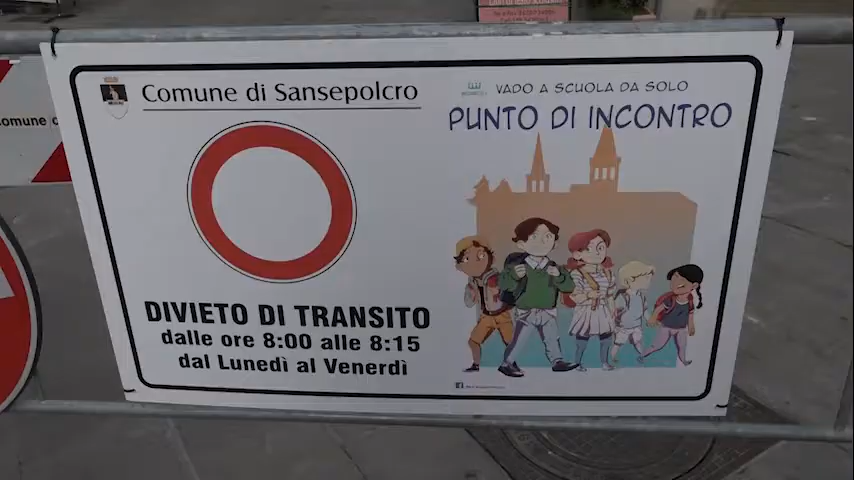 Comune di Sansepolcro
VADO A SCUOLA DA SOLO
PUNTO DI INCONTRO
DIVIETO DI TRANSITO
dalle ore 8:00 alle 8:15
dal Lunedì al Venerdì
omune